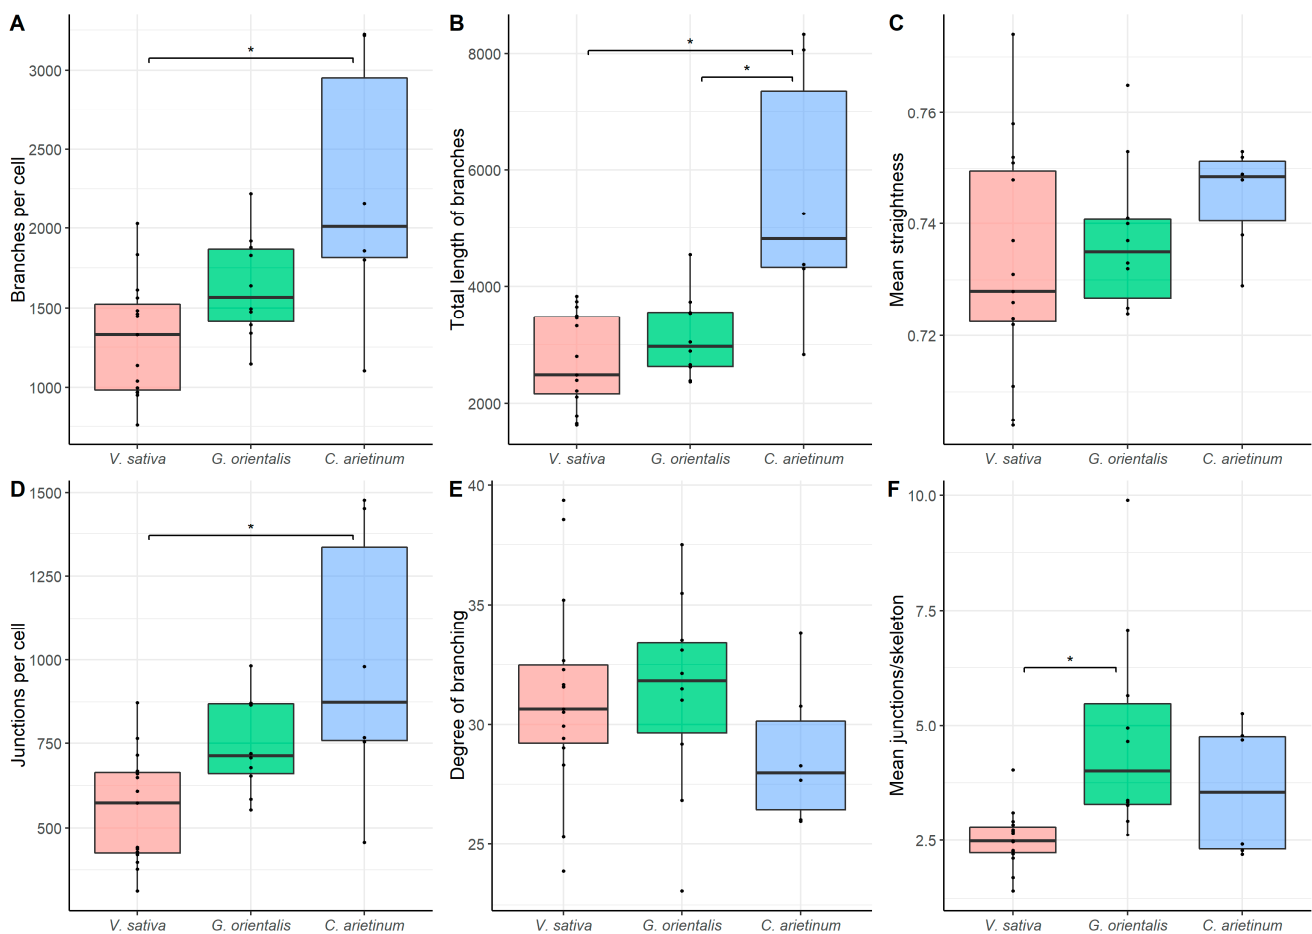 A
Branches per cell
3000
2500
2000
1500
1000
*
V. sativa
G. orientalis
C. arietinum
B
Total length of branches
8000
6000
4000
2000
*
*
V. sativa
G. orientalis
C. arietinum
C
Mean straightness
0.76
0.74
0.72
V. sativa
G. orientalis
C. arietinum
D
Junctions per cell
1500
1250
1000
750
500
*
V. sativa
G. orientalis
C. arietinum
E
Degree of branching
40
35
30
25
V. sativa
G. orientalis
C. arietinum
F
Mean junctions/skeleton
10.0
7.5
5.0
2.5
*
V. sativa
G. orientalis
C. arietinum